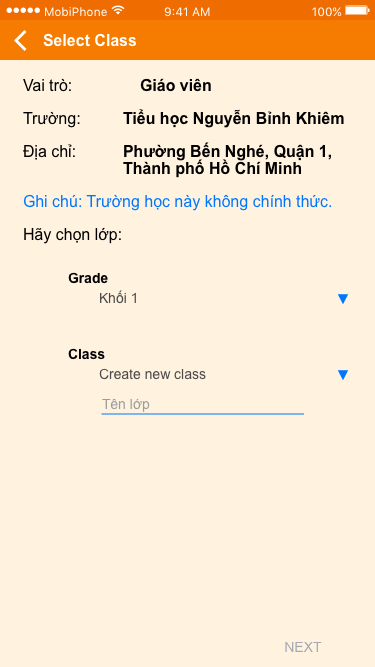 MobiPhone 9:41 AM 100%
Select Class
Vai trò: Giáo viên
Trường: Tiểu học Nguyễn Bỉnh Khiêm
Địa chỉ: Phường Bến Nghé, Quận 1,
Thành phố Hồ Chí Minh
Ghi chú: Trường học này không chính thức.
Hãy chọn lớp:
Grade
Khối 1
Class
Create new class
Tên lớp
NEXT